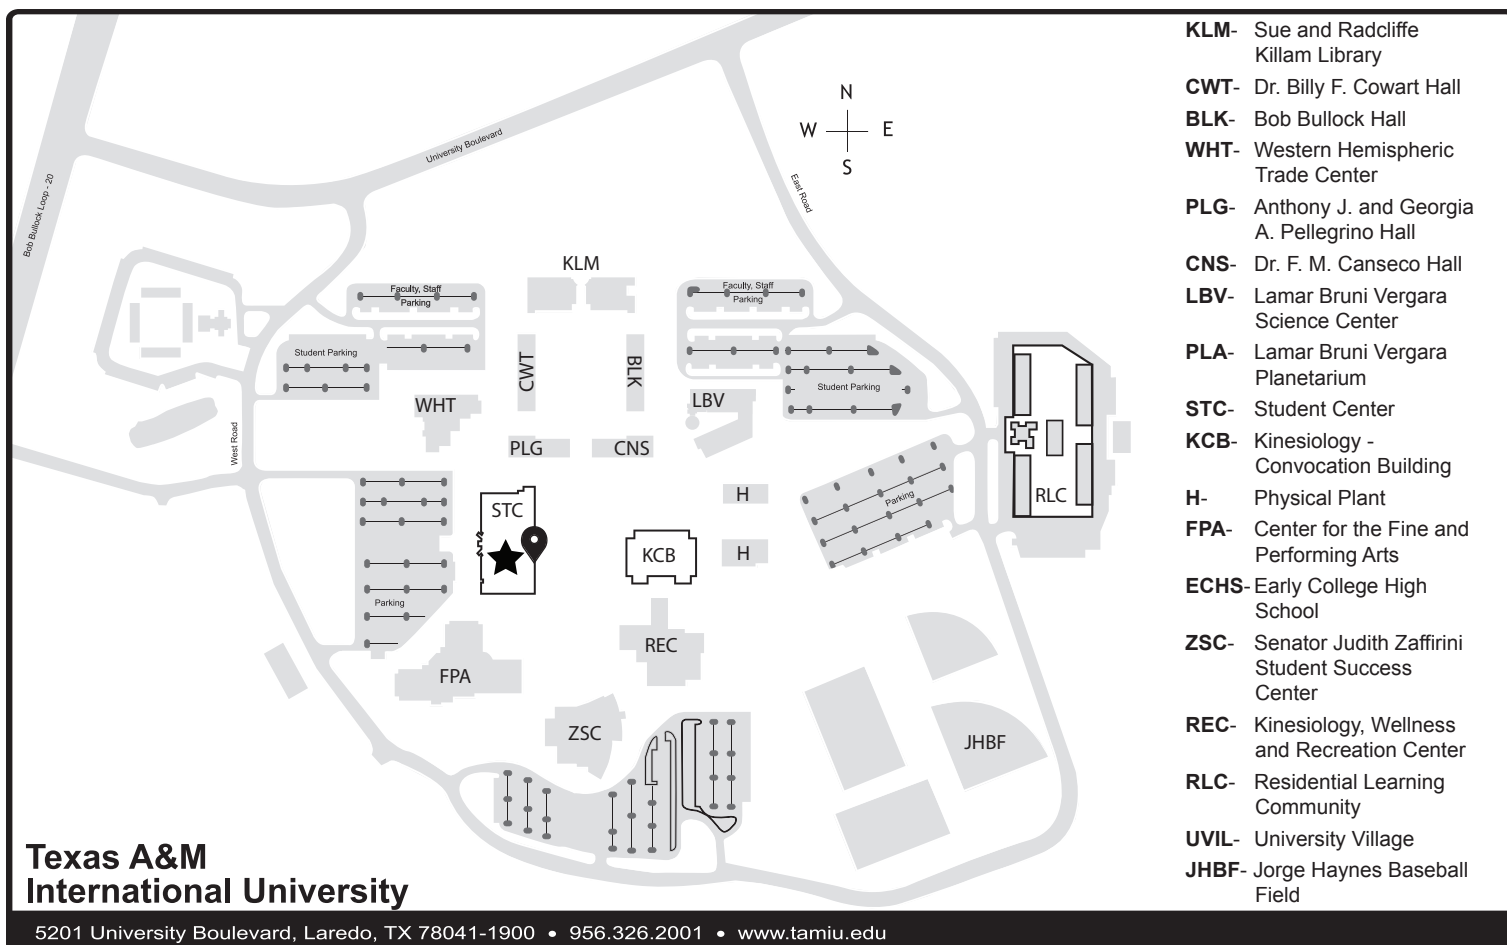 N
W E
S
University Boulevard
East Road
Bob Bullock Loop - 20
KLM
Faculty, Staff
Parking
Faculty, Staff
Parking
Student Parking
CWT
BLK
Student Parking
WHT
LBV
West Road
PLG
CNS
H
Parking
RLC
STC
KCB
H
Parking
REC
FPA
ZSC
JHBF
KLM- Sue and Radcliffe
Killam Library
CWT- Dr. Billy F. Cowart Hall
BLK- Bob Bullock Hall
WHT- Western Hemispheric
Trade Center
PLG- Anthony J. and Georgia
A. Pellegrino Hall
CNS- Dr. F. M. Canseco Hall
LBV- Lamar Bruni Vergara
Science Center
PLA- Lamar Bruni Vergara
Planetarium
STC- Student Center
KCB- Kinesiology -
Convocation Building
H- Physical Plant
FPA- Center for the Fine and
Performing Arts
ECHS- Early College High
School
ZSC- Senator Judith Zaffirini
Student Success
Center
REC- Kinesiology, Wellness
and Recreation Center
RLC- Residential Learning
Community
UVIL- University Village
JHBF- Jorge Haynes Baseball
Field
Texas A&M
International University
5201 University Boulevard, Laredo, TX 78041-1900 • 956.326.2001 • www.tamiu.edu